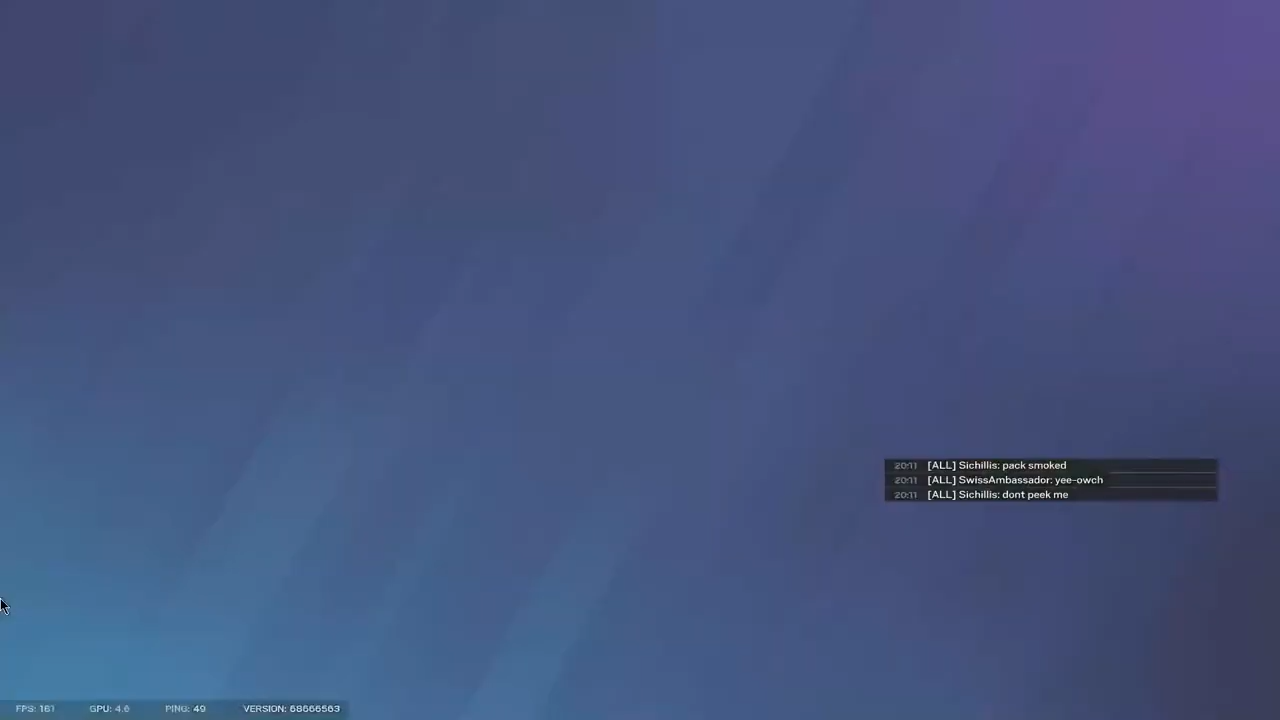 20:11 [ALL] Sichillis: pack smoked
20:11 [ALL] SwissAmbassador: yee-owch
20:11 [ALL] Sichillis: dont peek me
FPS: 161 GPU: 4.6 PING: 49 VERSION: 68666563